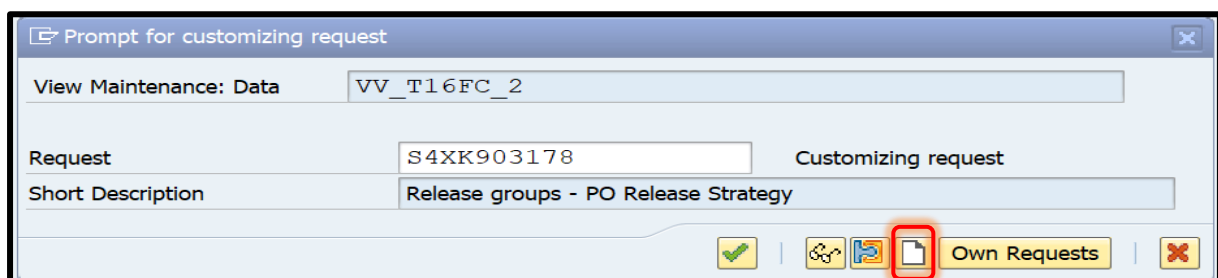 Prompt for customizing request
View Maintenance: Data VV_T16FC_2
Request S4XK903178 Customizing request
Short Description Release groups - PO Release Strategy
Own Requests